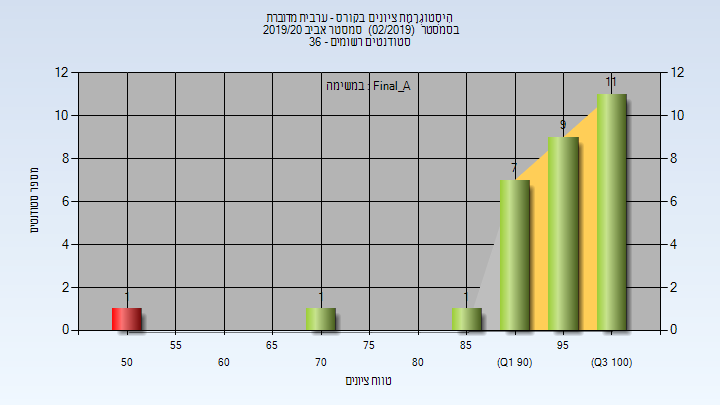 הִיסְטוֹגְרָמַת ציונים בקורס - ערבית מדוברת
בסמסטר (02/2019) סמסטר אביב 2019/20
סטודנטים רשומים - 36
במשימה : Final_A
מספר סטודנטים
12 12
10 10
8 8
6 6
4 4
2 2
0 0
1 1 1 7 9 11
55 65 75 85 95
50 60 70 80 (Q1 90) (Q3 100)
טווח ציונים